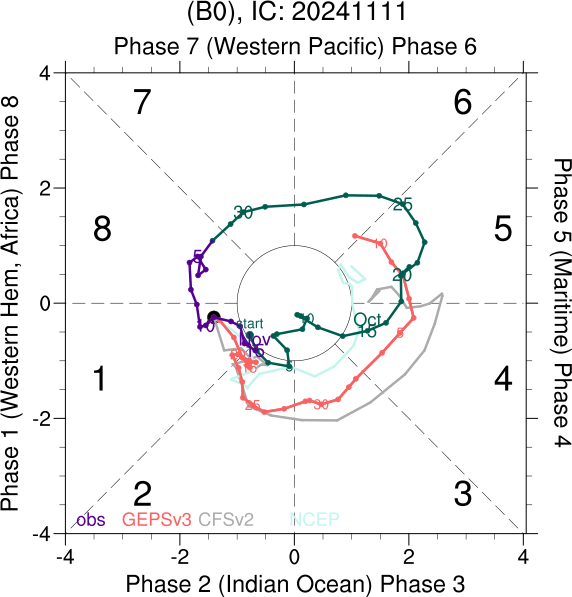 (B0), IC: 20241111
Phase 7 (Western Pacific) Phase 6
Phase 1 (Western Hem, Africa) Phase 8
Phase 5 (Maritime) Phase 4
4
2
0
-2
-4
7
6
8
5
1
4
2
3
30
25
5
0
20
start
Oct
15
5
Nov
15
25
30
obs GEPSv3 CFSv2 NCEP
-4 -2 0 2 4
Phase 2 (Indian Ocean) Phase 3